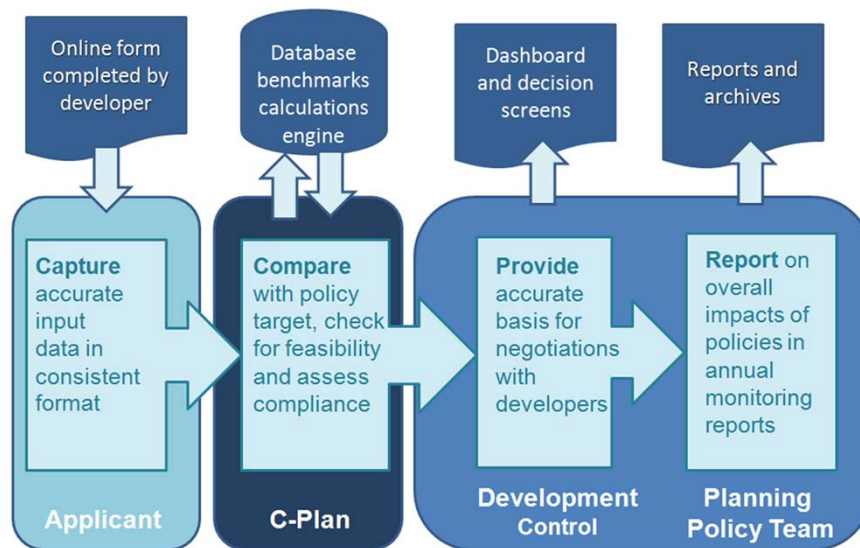 Online form
completed by
developer
Database
benchmarks
calculations
engine
Dashboard
and decision
screens
Reports and
archives
Capture
accurate
input
data in
consistent
format
Compare
with policy
target, check
for feasibility
and assess
compliance
Provide
accurate
basis for
negotiations
with
developers
Report on
overall
impacts of
policies in
annual
monitoring
reports
Applicant
C-Plan
Development
Control
Planning
Policy Team